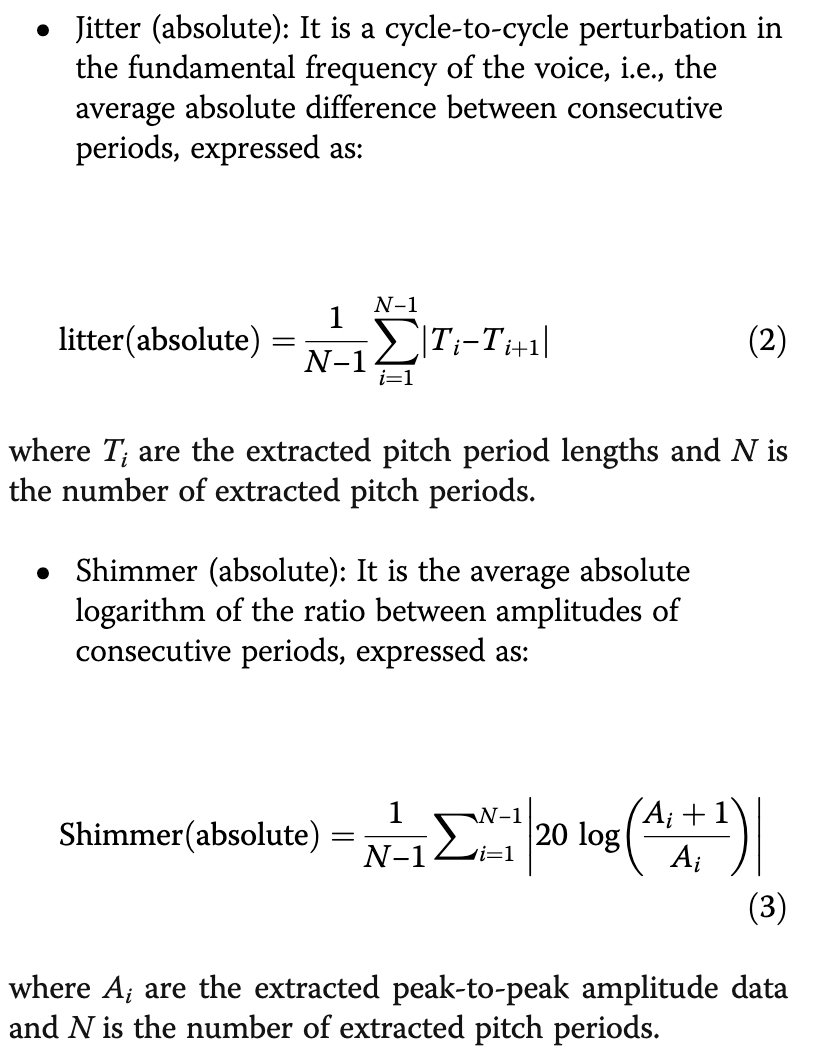 • Jitter (absolute): It is a cycle-to-cycle perturbation in
the fundamental frequency of the voice, i.e., the
average absolute difference between consecutive
periods, expressed as:
litter(absolute) = \frac{1}{N−1} \sum_{i=1}^{N−1} |T_i−T_{i+1}| (2)
where T_i are the extracted pitch period lengths and N is
the number of extracted pitch periods.
• Shimmer (absolute): It is the average absolute
logarithm of the ratio between amplitudes of
consecutive periods, expressed as:
Shimmer(absolute) = \frac{1}{N−1} \sum_{i=1}^{N−1} \left|20 \log\left(\frac{A_i + 1}{A_i}\right)\right|
(3)
where A_i are the extracted peak-to-peak amplitude data
and N is the number of extracted pitch periods.